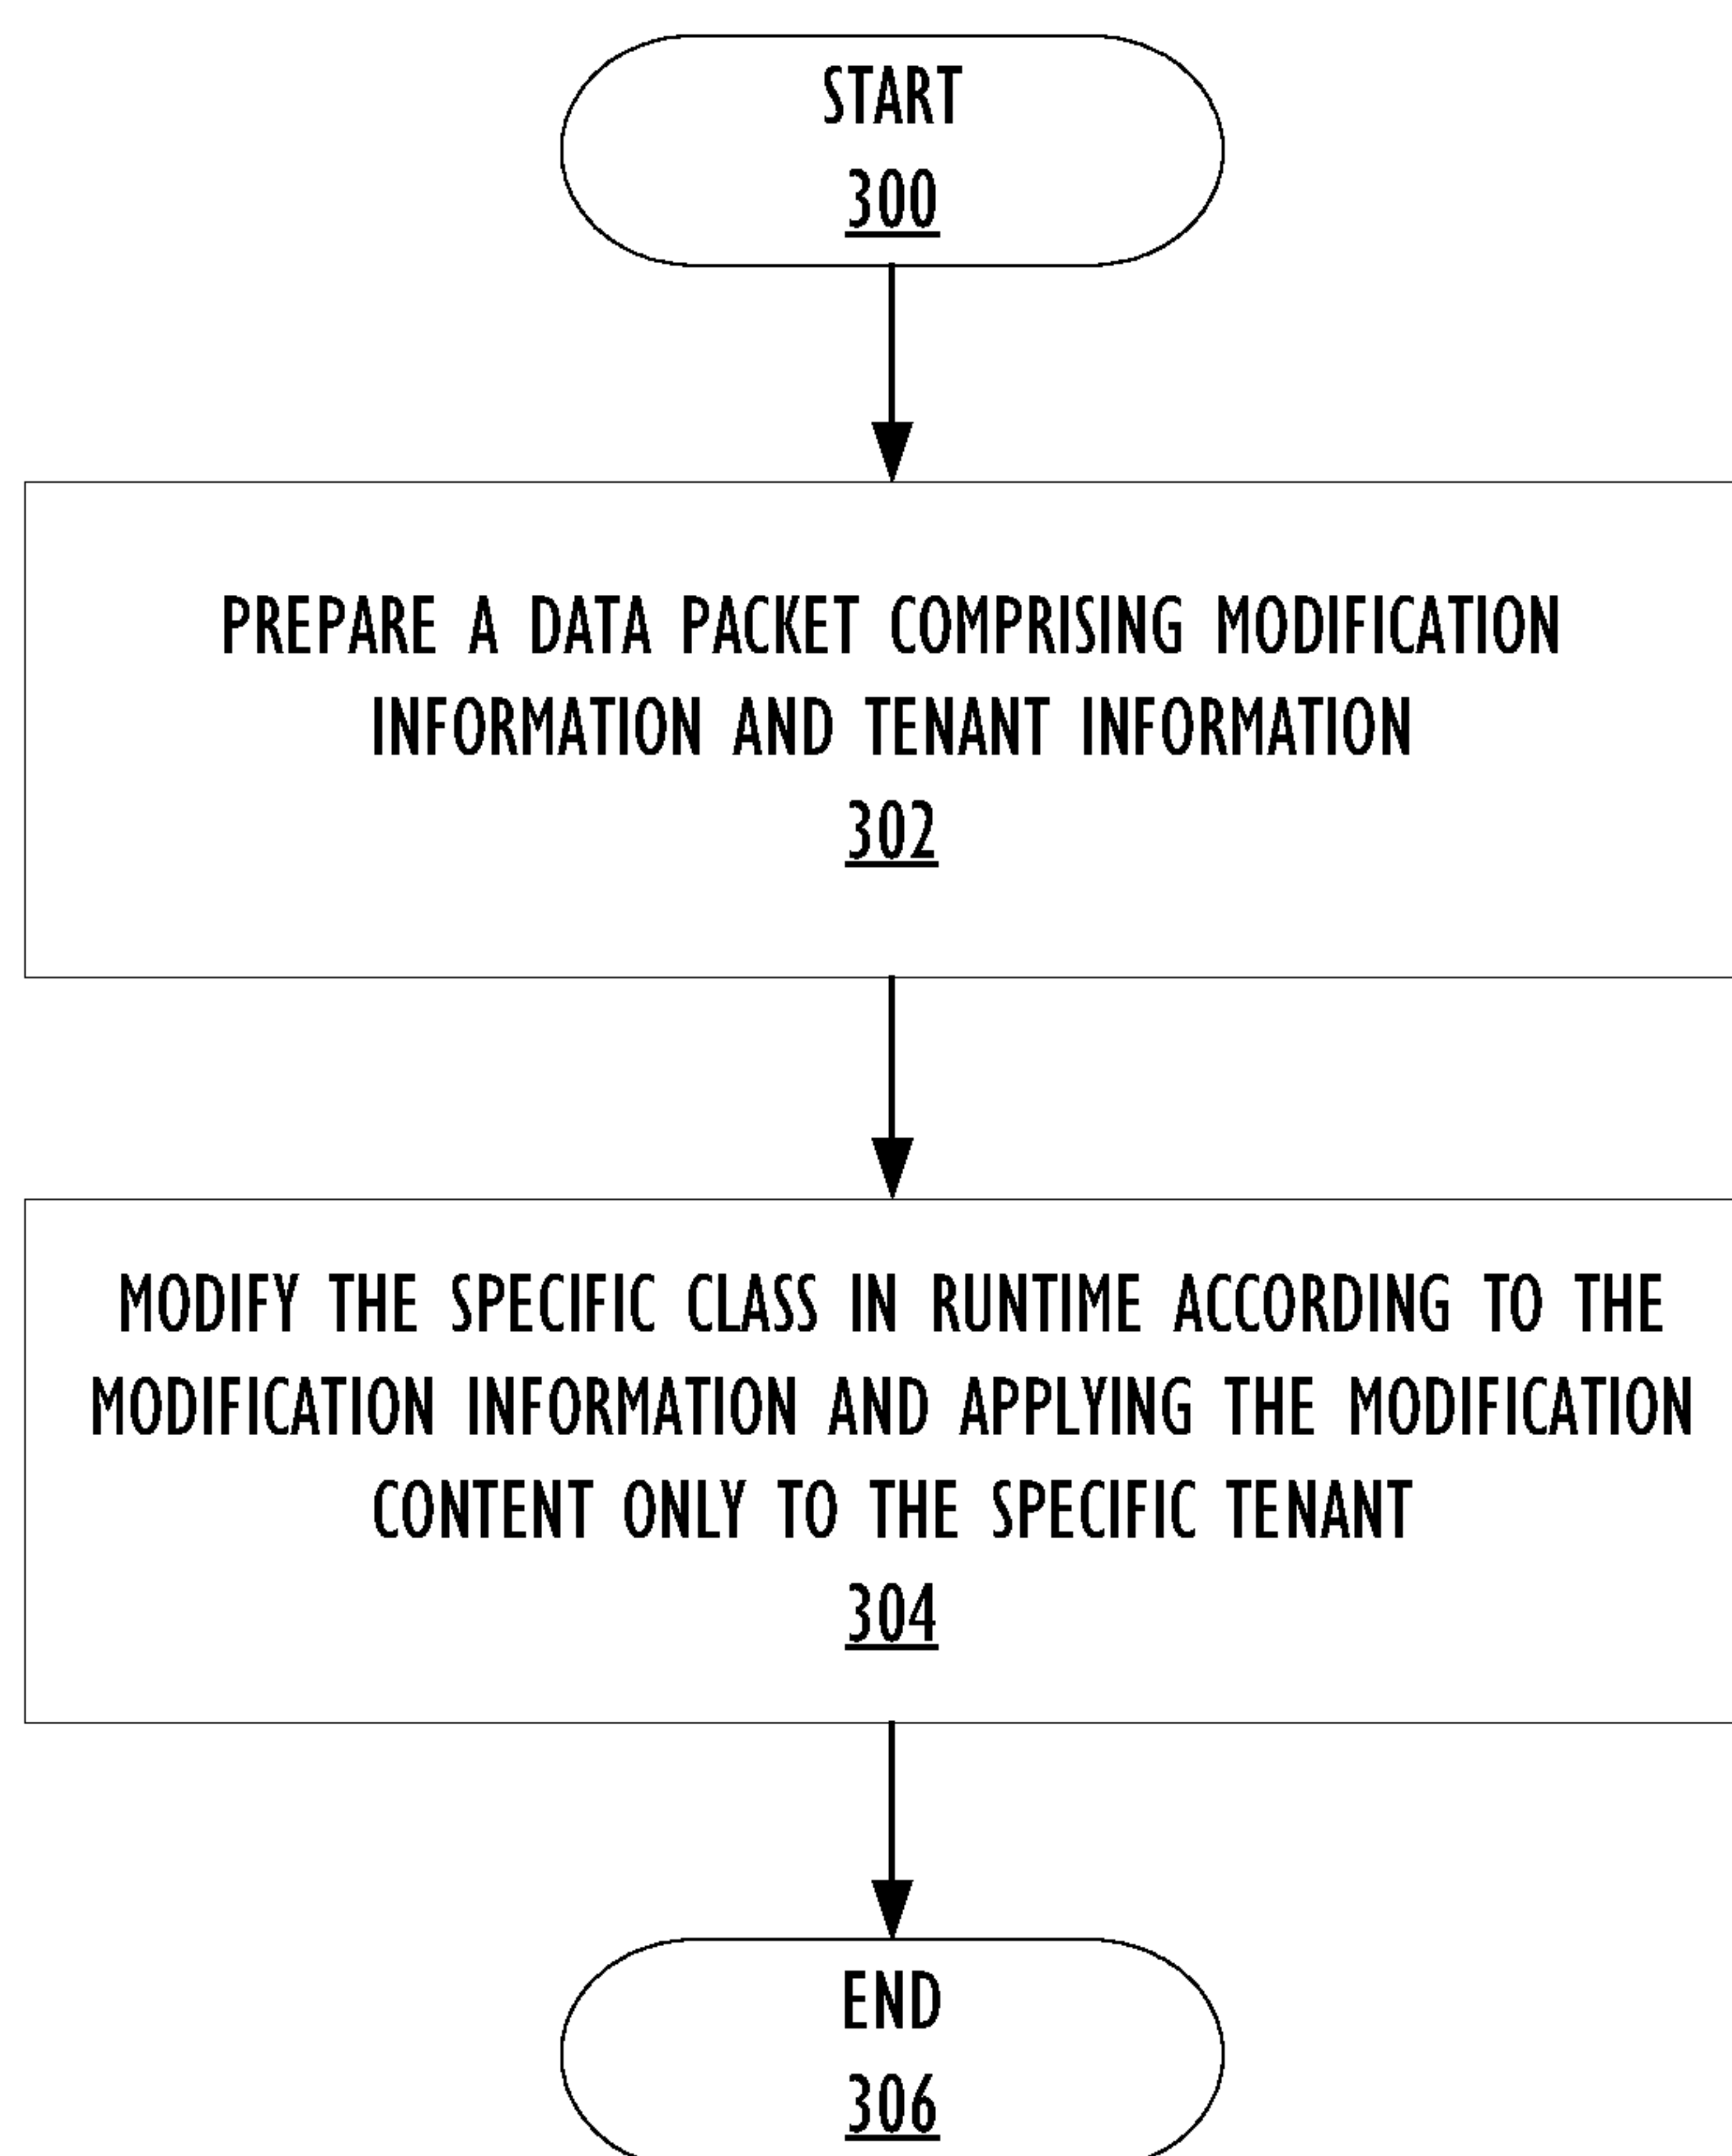 START
300
PREPARE A DATA PACKET COMPRISING MODIFICATION
INFORMATION AND TENANT INFORMATION
302
MODIFY THE SPECIFIC CLASS IN RUNTIME ACCORDING TO THE
MODIFICATION INFORMATION AND APPLYING THE MODIFICATION
CONTENT ONLY TO THE SPECIFIC TENANT
304
END
306